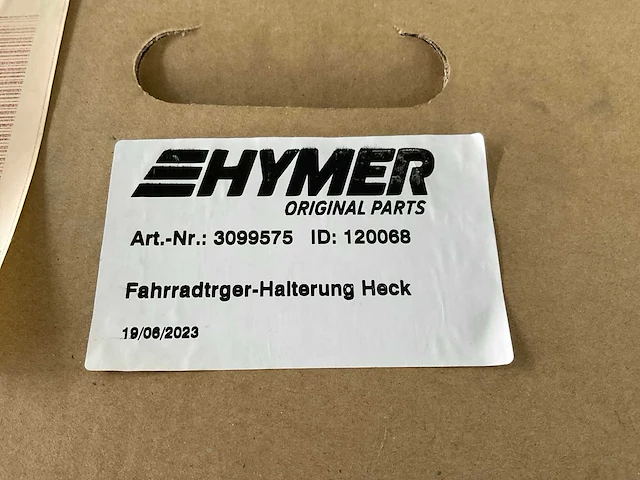 HYMER
ORIGINAL PARTS
Art.-Nr.: 3099575 ID: 120068
Fahrradtrger-Halterung Heck
19/06/2023